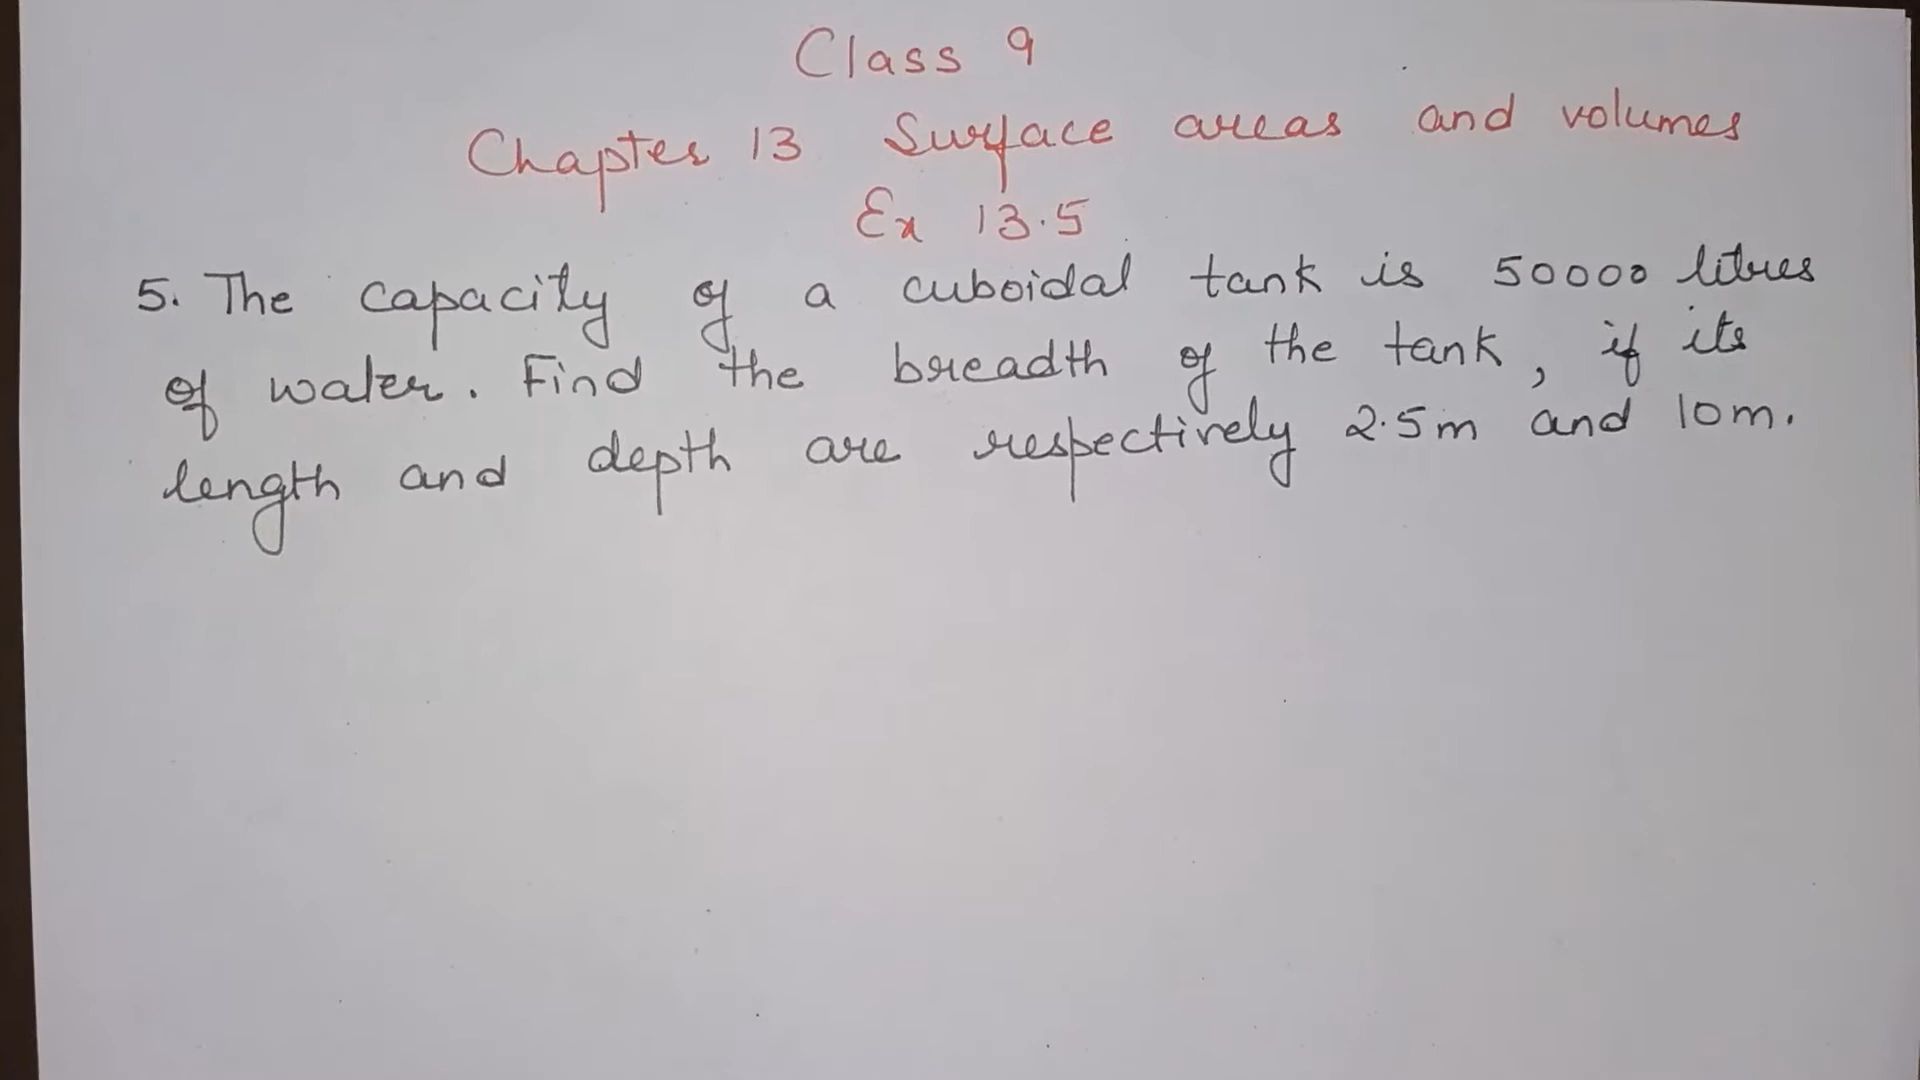 Class 9
Chapter 13 Surface areas and volumes
Ex 13.5
5. The capacity of a cuboidal tank is 50000 litres
of water. Find the breadth of the tank, if its
length and depth are respectively 2.5m and 10m.